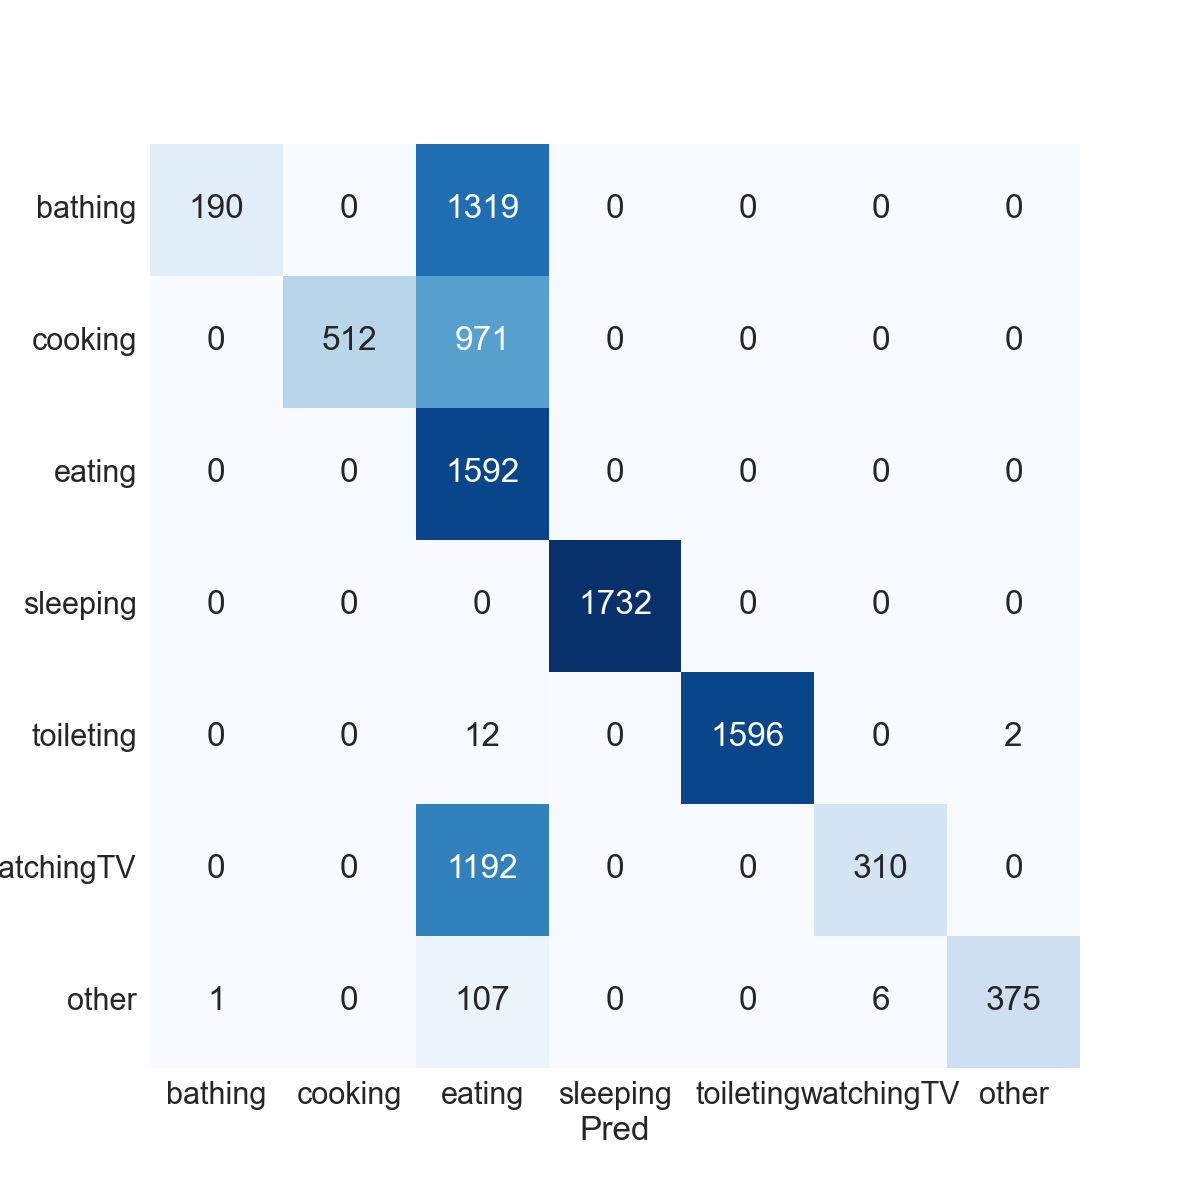 bathing 190 0 1319 0 0 0 0
cooking 0 512 971 0 0 0 0
eating 0 0 1592 0 0 0 0
sleeping 0 0 0 1732 0 0 0
toileting 0 0 12 0 1596 0 2
atchingTV 0 0 1192 0 0 310 0
other 1 0 107 0 0 6 375
bathing cooking eating sleeping toileting watchingTV other
Pred